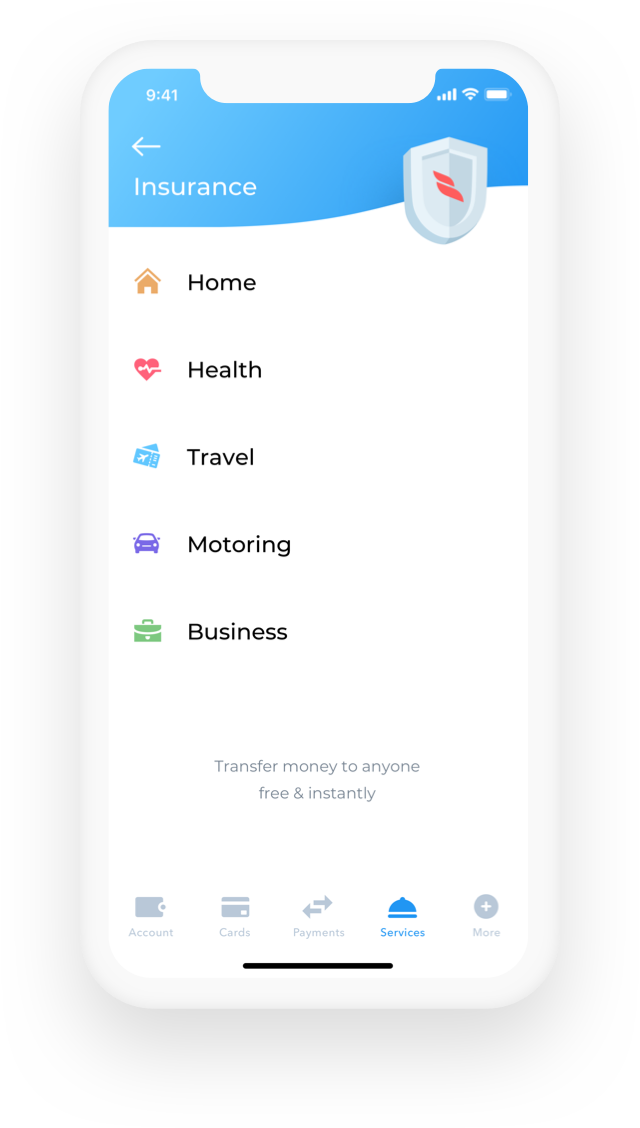 9:41
Insurance
Home
Health
Travel
Motoring
Business
Transfer money to anyone
free & instantly
Account Cards Payments Services More